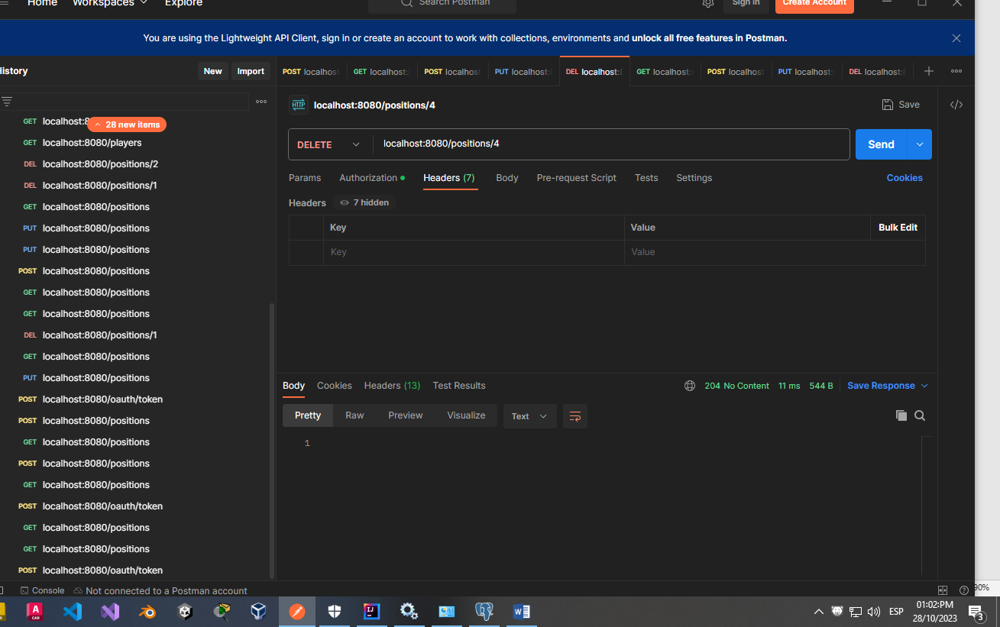 Home Workspaces Explore Search Postman Sign In Create Account
You are using the Lightweight API Client, sign in or create an account to work with collections, environments and unlock all free features in Postman.
History New Import
POST localhost GET localhost: POST localhost PUT localhost: DEL localhost: GET localhost: POST localhost PUT localhost: DEL localhost:
28 new items
GET localhost:8
GET localhost:8080/players
DEL localhost:8080/positions/2
DEL localhost:8080/positions/1
GET localhost:8080/positions
PUT localhost:8080/positions
PUT localhost:8080/positions
POST localhost:8080/positions
GET localhost:8080/positions
GET localhost:8080/positions
DEL localhost:8080/positions/1
GET localhost:8080/positions
PUT localhost:8080/positions
POST localhost:8080/oauth/token
POST localhost:8080/positions
GET localhost:8080/positions
POST localhost:8080/positions
GET localhost:8080/positions
POST localhost:8080/oauth/token
GET localhost:8080/positions
GET localhost:8080/positions
POST localhost:8080/oauth/token
HTTP localhost:8080/positions/4 Save
DELETE localhost:8080/positions/4 Send
Params Authorization Headers (7) Body Pre-request Script Tests Settings Cookies
Headers 7 hidden
Key Value Bulk Edit
Key Value
Body Cookies Headers (13) Test Results 204 No Content 11 ms 544 B Save Response
Pretty Raw Preview Visualize Text
1
Console Not connected to a Postman account
90%
A CAD IJ W ESP 01:02:PM
28/10/2023 3